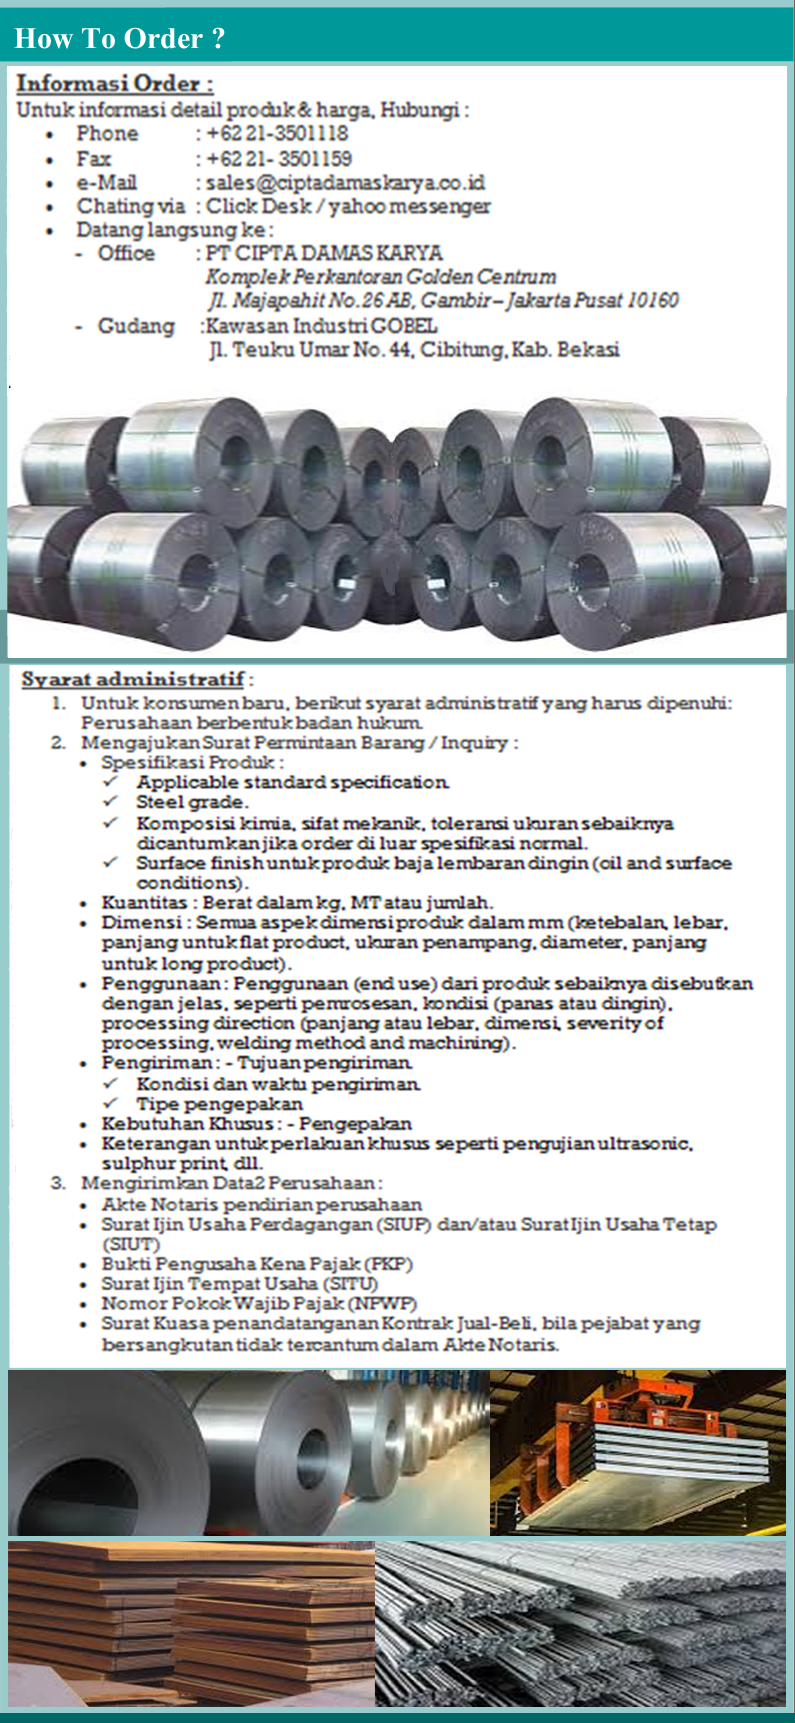 How To Order ?
Informasi Order :
Untuk informasi detail produk & harga, Hubungi :
• Phone : +62 21-3501118
• Fax : +62 21- 3501159
• e-Mail : sales@ciptadamaskarya.co.id
• Chating via : Click Desk / yahoo messenger
• Datang langsung ke :
- Office : PT CIPTA DAMAS KARYA
Komplek Perkantoran Golden Centrum
Jl. Majapahit No.26 AB, Gambir – Jakarta Pusat 10160
- Gudang :Kawasan Industri GOBEL
Jl. Teuku Umar No. 44, Cibitung, Kab. Bekasi
Syarat administratif :
1. Untuk konsumen baru, berikut syarat administratif yang harus dipenuhi:
Perusahaan berbentuk badan hukum.
2. Mengajukan Surat Permintaan Barang / Inquiry :
• Spesifikasi Produk :
✓ Applicable standard specification.
✓ Steel grade.
✓ Komposisi kimia, sifat mekanik, toleransi ukuran sebaiknya
dicantumkan jika order di luar spesifikasi normal.
✓ Surface finish untuk produk baja lembaran dingin (oil and surface
conditions).
• Kuantitas : Berat dalam kg, MT atau jumlah.
• Dimensi : Semua aspek dimensi produk dalam mm (ketebalan, lebar,
panjang untuk flat product, ukuran penampang, diameter, panjang
untuk long product).
• Penggunaan : Penggunaan (end use) dari produk sebaiknya disebutkan
dengan jelas, seperti pemrosesan, kondisi (panas atau dingin),
processing direction (panjang atau lebar, dimensi, severity of
processing, welding method and machining).
• Pengiriman : - Tujuan pengiriman.
✓ Kondisi dan waktu pengiriman.
✓ Tipe pengepakan
• Kebutuhan Khusus : - Pengepakan
• Keterangan untuk perlakuan khusus seperti pengujian ultrasonic,
sulphur print, dll.
3. Mengirimkan Data2 Perusahaan :
• Akte Notaris pendirian perusahaan
• Surat Ijin Usaha Perdagangan (SIUP) dan/atau Surat Ijin Usaha Tetap
(SIUT)
• Bukti Pengusaha Kena Pajak (PKP)
• Surat Ijin Tempat Usaha (SITU)
• Nomor Pokok Wajib Pajak (NPWP)
• Surat Kuasa penandatanganan Kontrak Jual-Beli, bila pejabat yang
bersangkutan tidak tercantum dalam Akte Notaris.